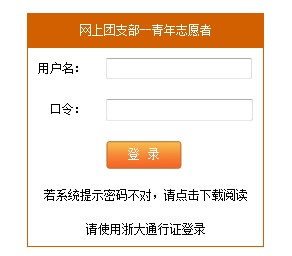 网上团支部--青年志愿者
用户名：
口令：
登 录
若系统提示密码不对，请点击下载阅读
请使用浙大通行证登录